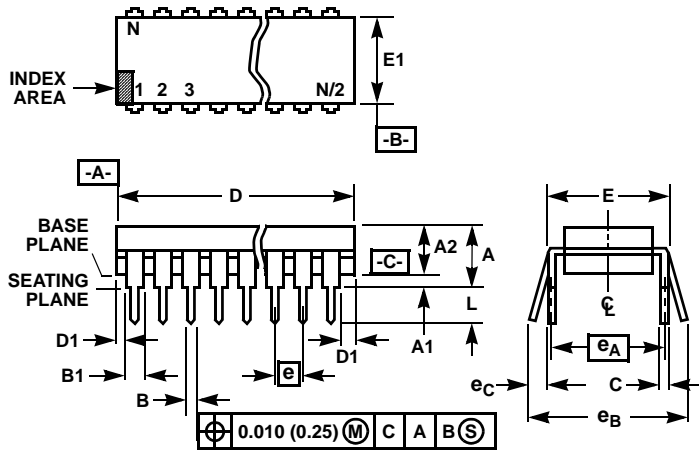 N
E1
INDEX
AREA
1 2 3 N/2
-B-
-A-
D
E
BASE
PLANE
A2
A
-C-
SEATING
PLANE
L
C
L
D1
A1
D1
e
eA
B1
eC
C
B
eB
0.010 (0.25) M C A B S